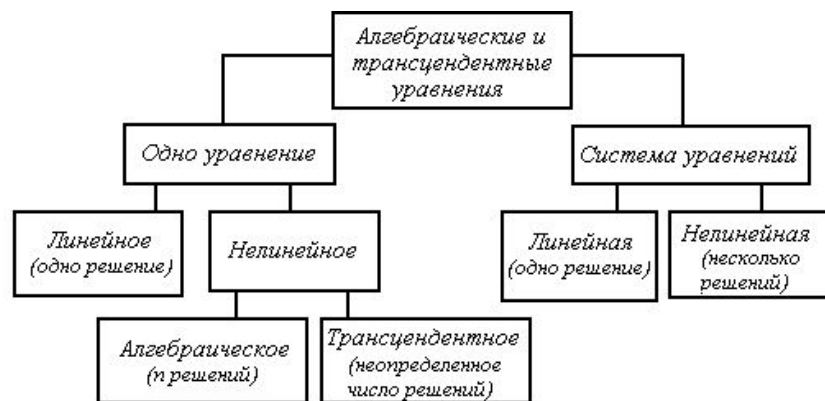 Алгебраические и
трансцендентные
уравнения
Одно уравнение
Система уравнений
Линейное
(одно решение)
Нелинейное
Линейная
(одно решение)
Нелинейная
(несколько
решений)
Алгебраическое
(n решений)
Трансцендентное
(неопределенное
число решений)